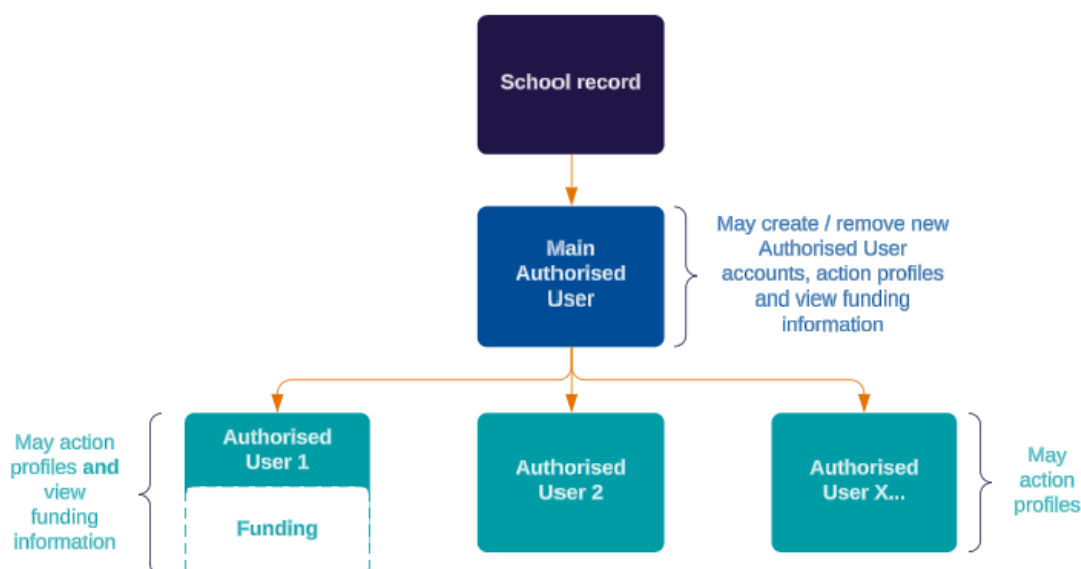 School record
Main
Authorised
User
May create / remove new
Authorised User
accounts, action profiles
and view funding
information
May action
profiles and
view
funding
information
Authorised
User 1
Funding
Authorised
User 2
Authorised
User X...
May
action
profiles